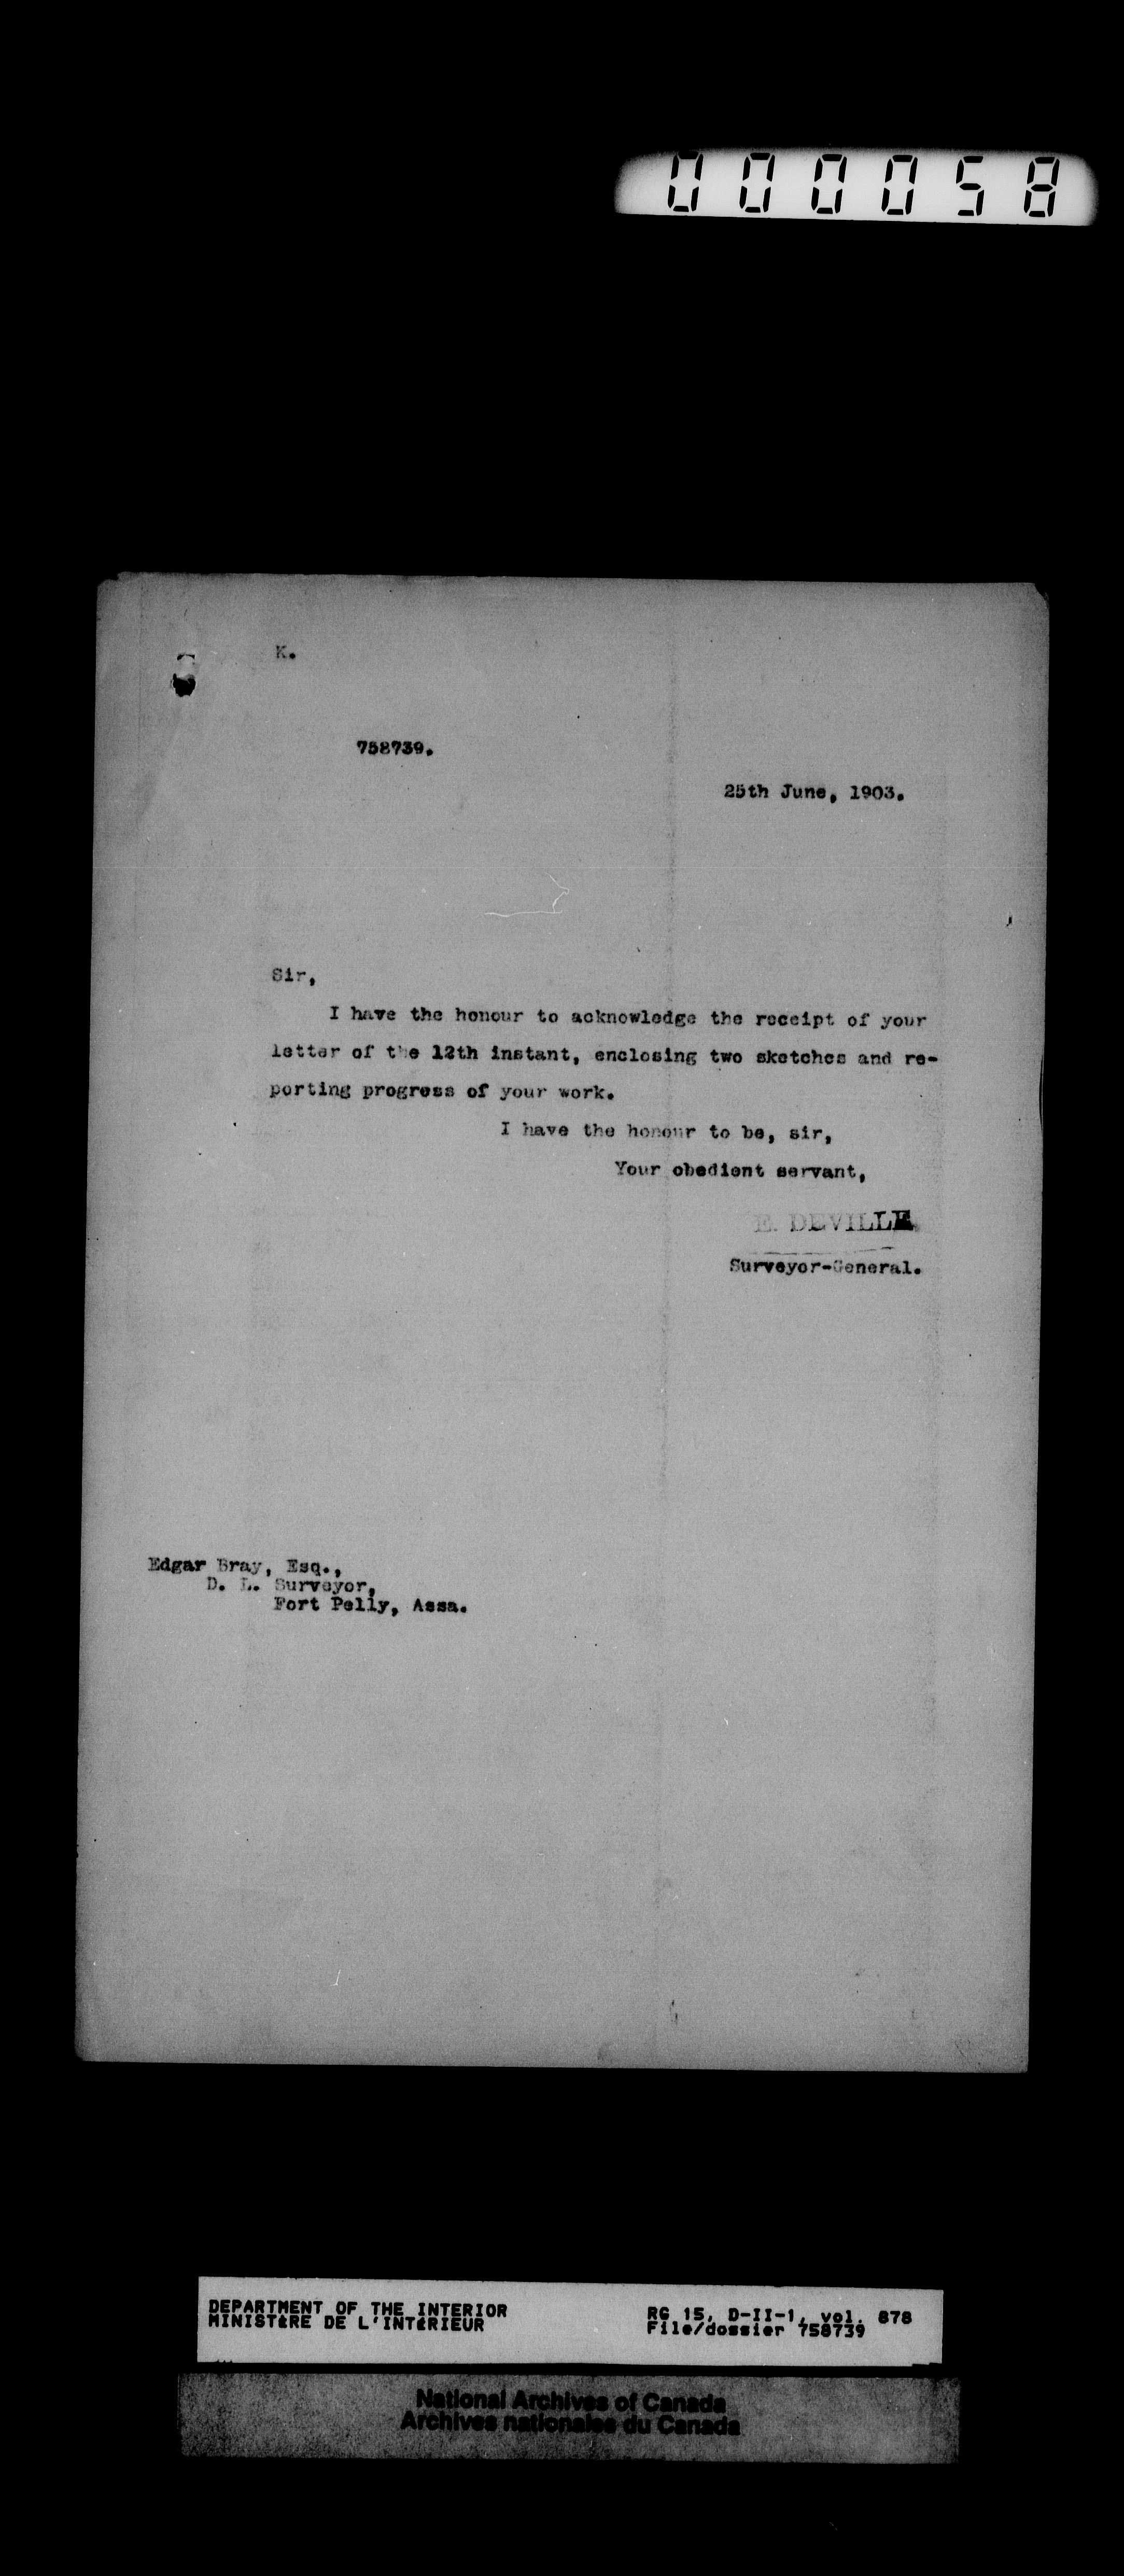 000058
K.
758739.
25th June, 1903.
Sir,
I have the honour to acknowledge the receipt of your
letter of the 12th instant, enclosing two sketches and re-
porting progress of your work.
I have the honour to be, sir,
Your obedient servant,
E. DEVILLE
Surveyor-General.
Edgar Bray, Esq.,
D. L. Surveyor,
Fort Pelly, Assa.
DEPARTMENT OF THE INTERIOR
MINISTÈRE DE L'INTÉRIEUR
RG 15, D-II-1, vol. 878
File/dossier 758739
National Archives of Canada
Archives nationales du Canada